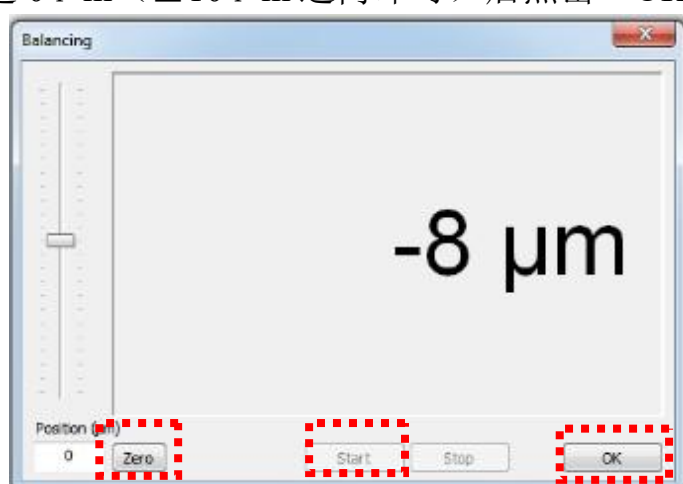 Balancing
-8 μm
Position (μm)
0 Zero Start Stop OK